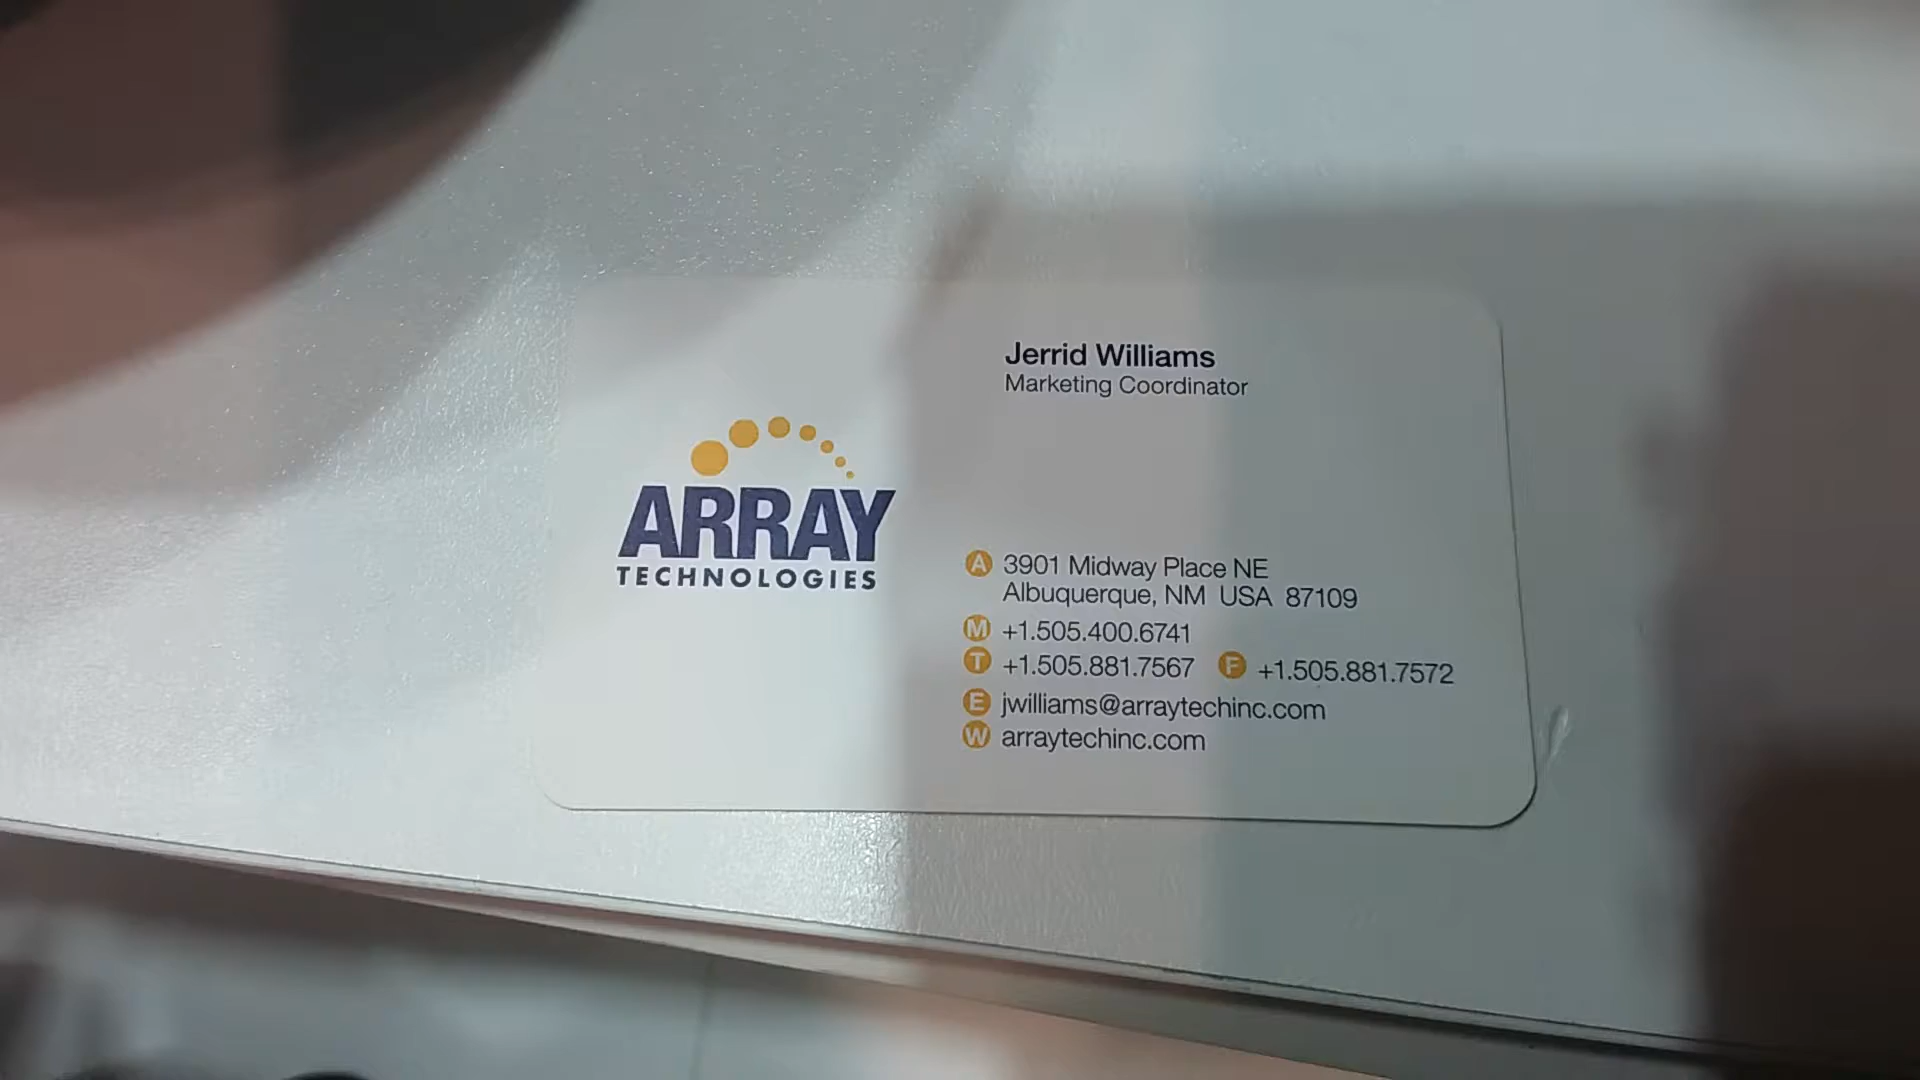 Jerrid Williams
Marketing Coordinator
ARRAY
TECHNOLOGIES
A 3901 Midway Place NE
Albuquerque, NM USA 87109
M +1.505.400.6741
T +1.505.881.7567 F +1.505.881.7572
E jwilliams@arraytechinc.com
W arraytechinc.com